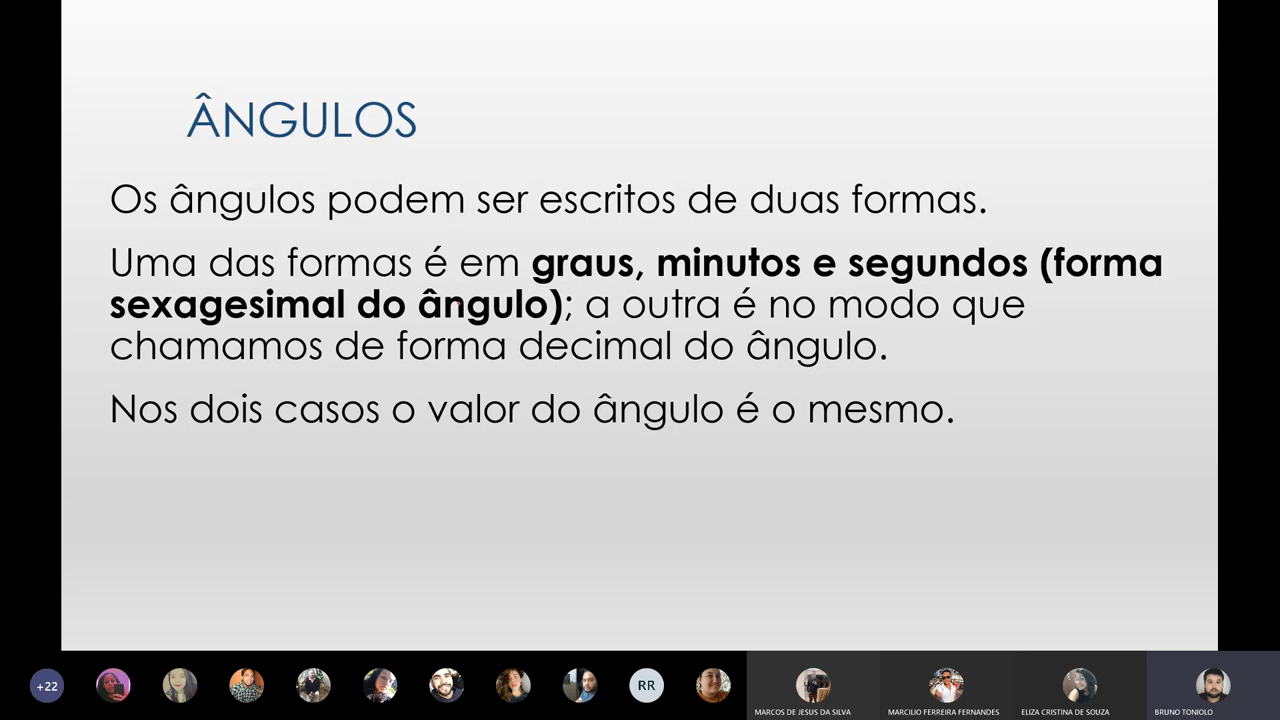 ÂNGULOS
Os ângulos podem ser escritos de duas formas.
Uma das formas é em graus, minutos e segundos (forma
sexagesimal do ângulo); a outra é no modo que
chamamos de forma decimal do ângulo.
Nos dois casos o valor do ângulo é o mesmo.
+22
RR
MARCOS DE JESUS DA SILVA
MARCILIO FERREIRA FERNANDES
ELIZA CRISTINA DE SOUZA
BRUNO TONIOLO